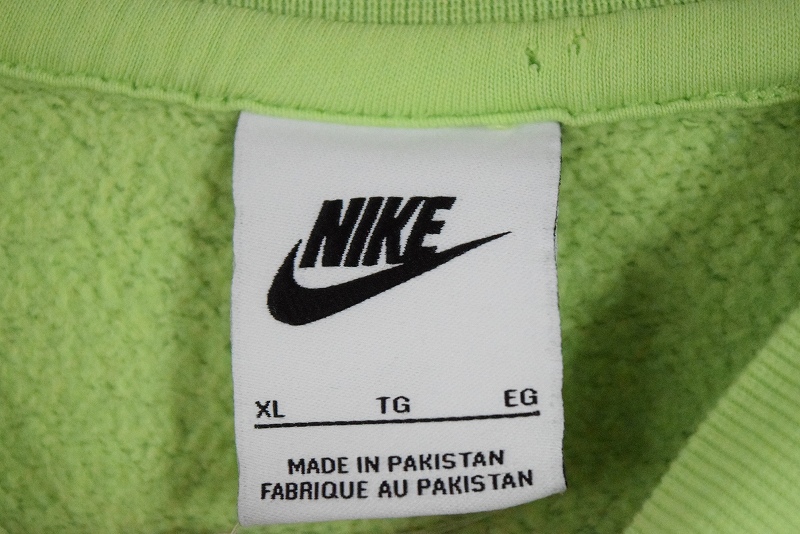 NIKE
XL TG EG
MADE IN PAKISTAN
FABRIQUE AU PAKISTAN